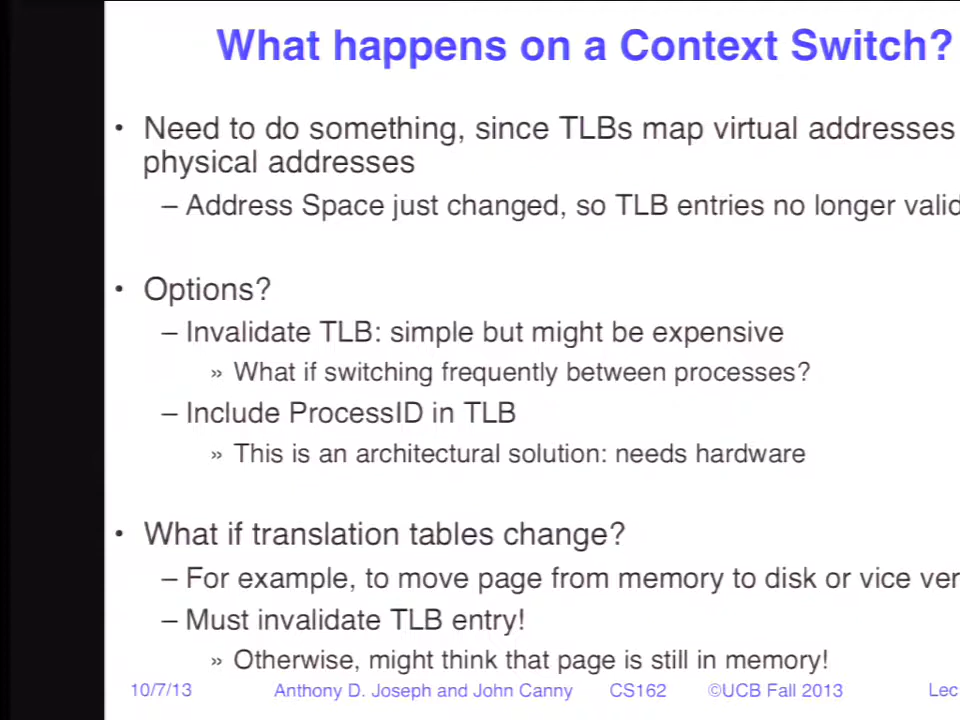 What happens on a Context Switch?
• Need to do something, since TLBs map virtual addresses
physical addresses
– Address Space just changed, so TLB entries no longer valid
• Options?
– Invalidate TLB: simple but might be expensive
» What if switching frequently between processes?
– Include ProcessID in TLB
» This is an architectural solution: needs hardware
• What if translation tables change?
– For example, to move page from memory to disk or vice ver
– Must invalidate TLB entry!
» Otherwise, might think that page is still in memory!
10/7/13 Anthony D. Joseph and John Canny CS162 ©UCB Fall 2013 Lec